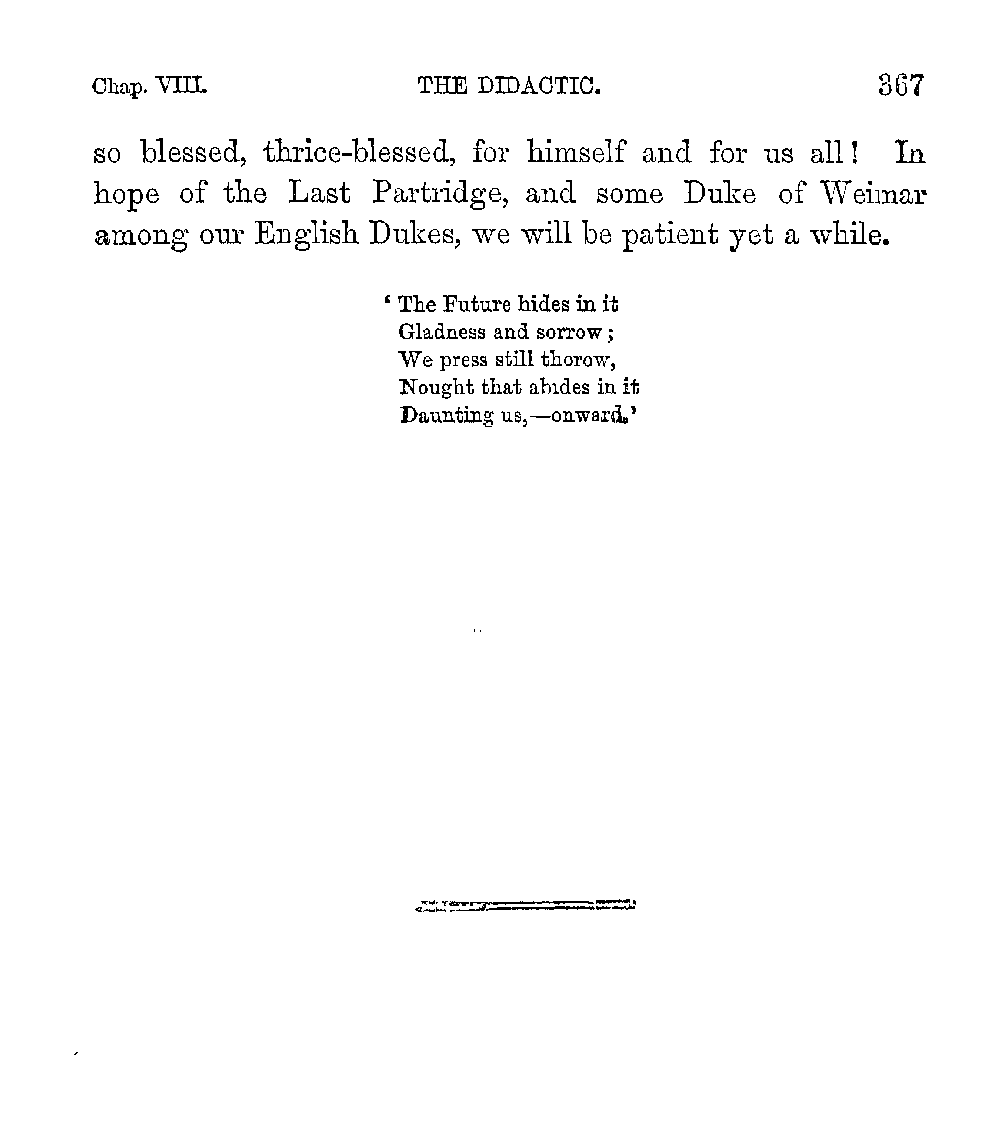 Chap. VIII. THE DIDACTIC. 367
so blessed, thrice-blessed, for himself and for us all! In
hope of the Last Partridge, and some Duke of Weimar
among our English Dukes, we will be patient yet a while.
‘ The Future hides in it
Gladness and sorrow;
We press still thorow,
Nought that abides in it
Daunting us,—onward.’